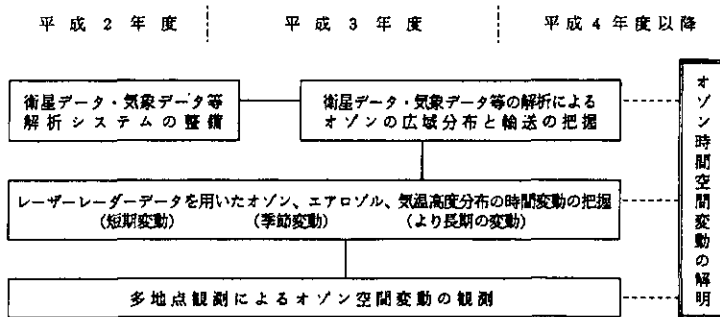 平成2年度
平成3年度
平成4年度以降
衛星データ・気象データ等
解析システムの整備
衛星データ・気象データ等の解析による
オゾンの広域分布と輸送の把握
レーザーレーダーデータを用いたオゾン、エアロゾル、気温高度分布の時間変動の把握
(短期変動) (季節変動) (より長期の変動)
多地点観測によるオゾン空間変動の観測
オゾン時間空間変動の解明